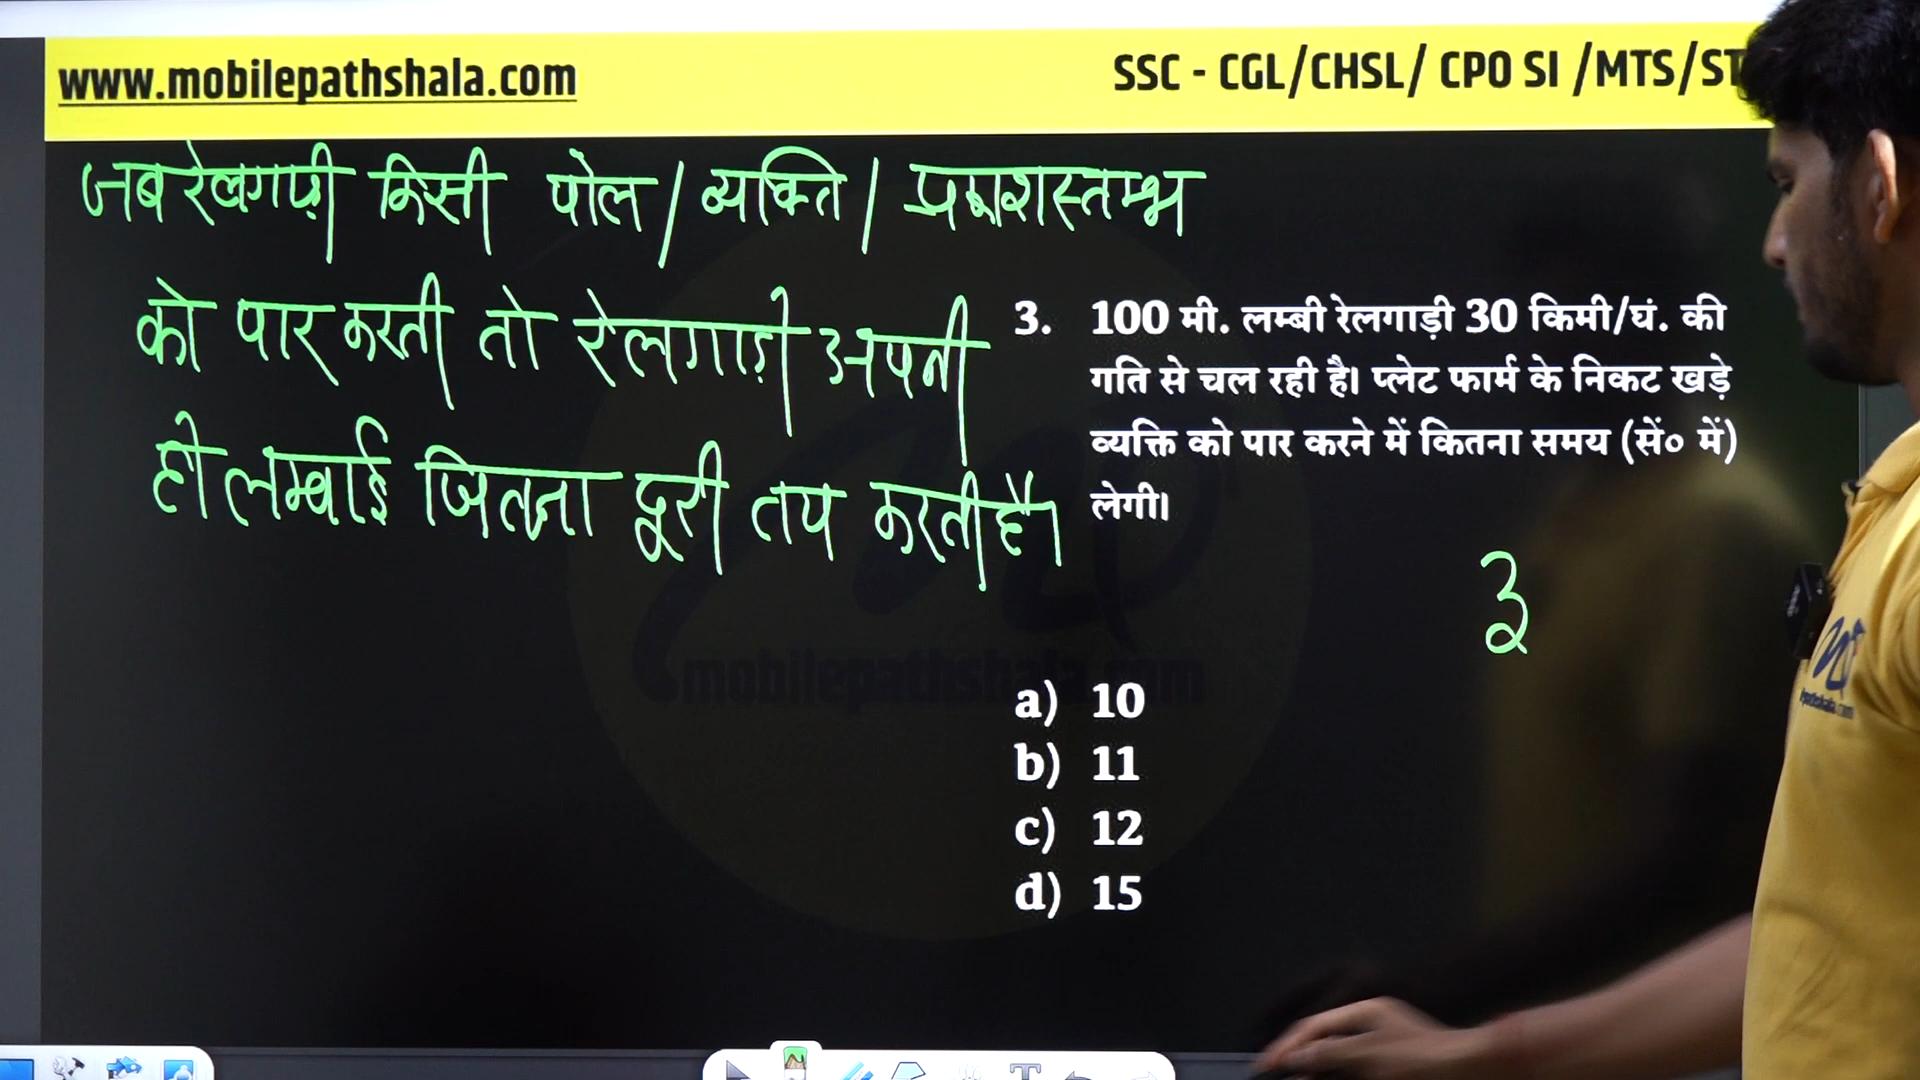 www.mobilepathshala.com
SSC - CGL/CHSL/ CPO SI /MTS/ST
जब रेलगाड़ी किसी पोल / व्यक्ति / प्रकाशस्तम्भ
को पार करती तो रेलगाड़ी अपनी
ही लम्बाई जितना दूरी तय करती है।
3. 100 मी. लम्बी रेलगाड़ी 30 किमी/घं. की
गति से चल रही है। प्लेट फार्म के निकट खड़े
व्यक्ति को पार करने में कितना समय (सें० में)
लेगी।
mobilepathshala.com
a) 10
b) 11
c) 12
d) 15